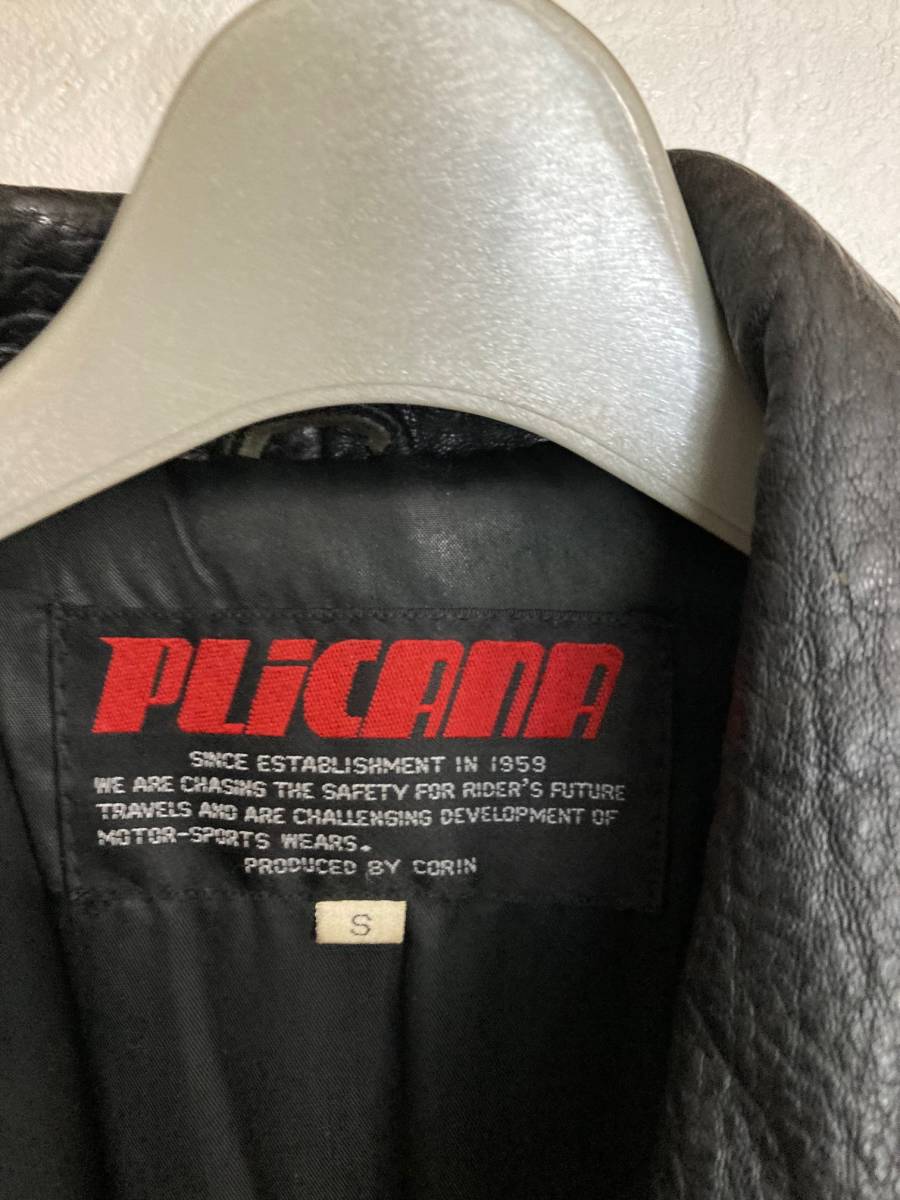 PLiCANA
SINCE ESTABLISHMENT IN 1959
WE ARE CHASING THE SAFETY FOR RIDER'S FUTURE
TRAVELS AND ARE CHALLENGING DEVELOPMENT OF
MOTOR-SPORTS WEARS.
PRODUCED BY CORIN
S